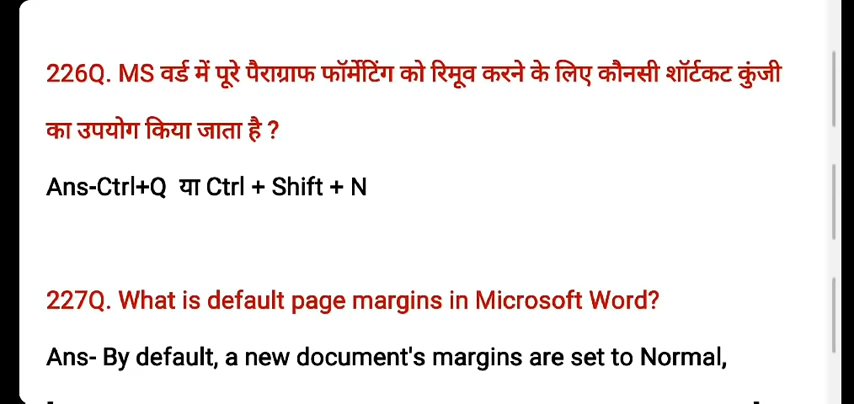 226Q. MS वर्ड में पूरे पैराग्राफ फॉर्मेटिंग को रिमूव करने के लिए कौनसी शॉर्टकट कुंजी
का उपयोग किया जाता है ?
Ans-Ctrl+Q या Ctrl + Shift + N
227Q. What is default page margins in Microsoft Word?
Ans- By default, a new document's margins are set to Normal,